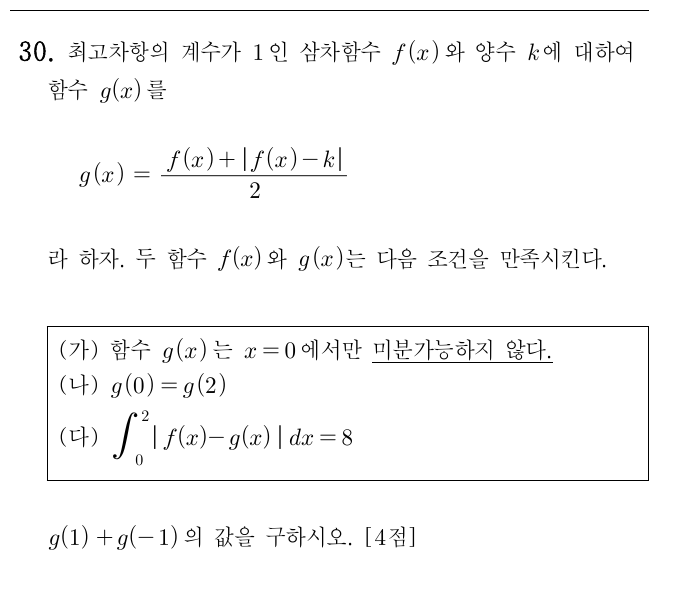 30. 최고차항의 계수가 1인 삼차함수 f(x)와 양수 k에 대하여
함수 g(x)를
g(x) = \frac{f(x)+|f(x)-k|}{2}
라 하자. 두 함수 f(x)와 g(x)는 다음 조건을 만족시킨다.
(가) 함수 g(x)는 x=0에서만 미분가능하지 않다.
(나) g(0)=g(2)
(다) \int_0^2 |f(x)-g(x)|dx=8
g(1)+g(-1)의 값을 구하시오. [4점]